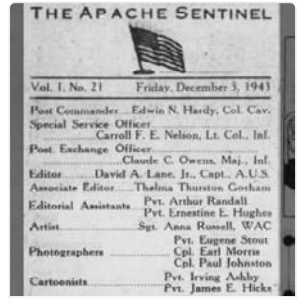 THE APACHE SENTINEL
Vol. 1, No. 21 Friday, December 3, 1943
Post Commander Edwin N. Hardy, Col. Cav.
Special Service Officer
Carroll F. E. Nelson, Lt. Col., Inf.
Post Exchange Officer
Claude C. Owens, Maj., Inf.
Editor David A. Lane, Jr., Capt., A.U.S.
Associate Editor Thelma Thurston Gorham
Editorial Assistants Pvt. Arthur Randall
Pvt. Ernestine E. Hughes
Artist Sgt. Anna Russell, WAC
Pvt. Eugene Stout
Photographers Cpl. Earl Morris
Cpl. Paul Johnston
Cartoonists Pvt. Irving Ashby
Pvt. James E. Hicks